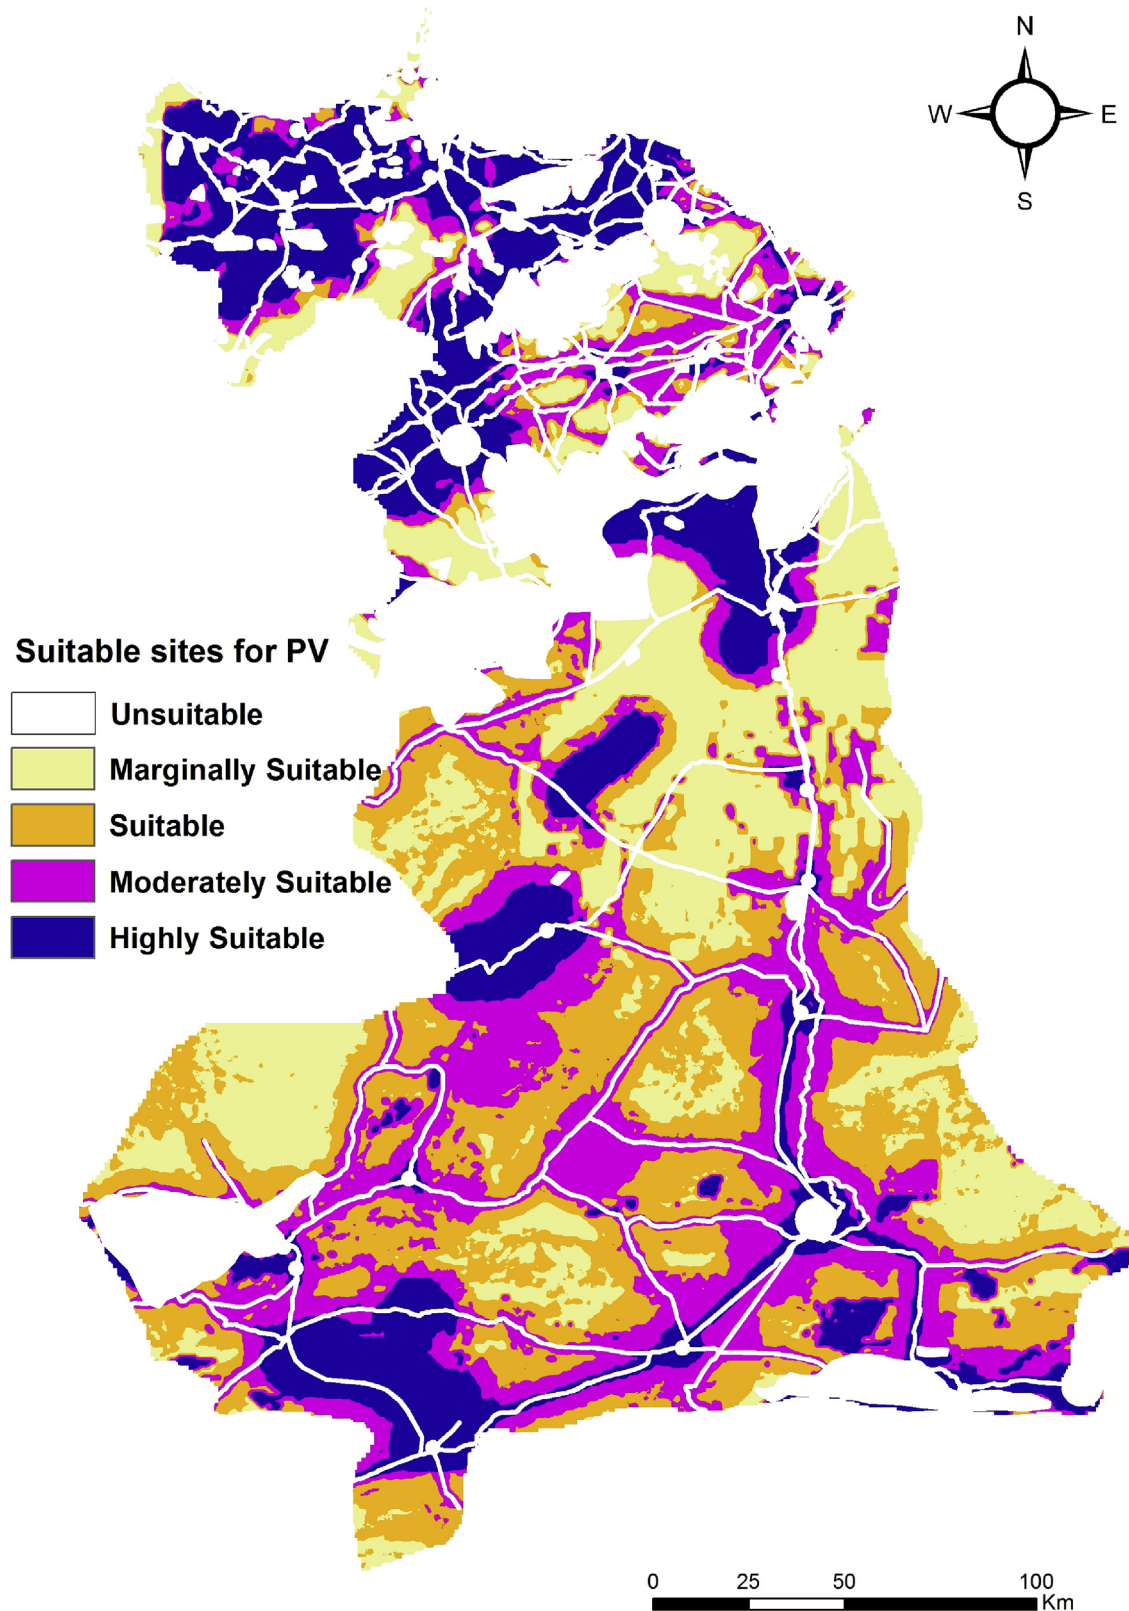 N
W E
S
Suitable sites for PV
Unsuitable
Marginally Suitable
Suitable
Moderately Suitable
Highly Suitable
0 25 50 100
Km